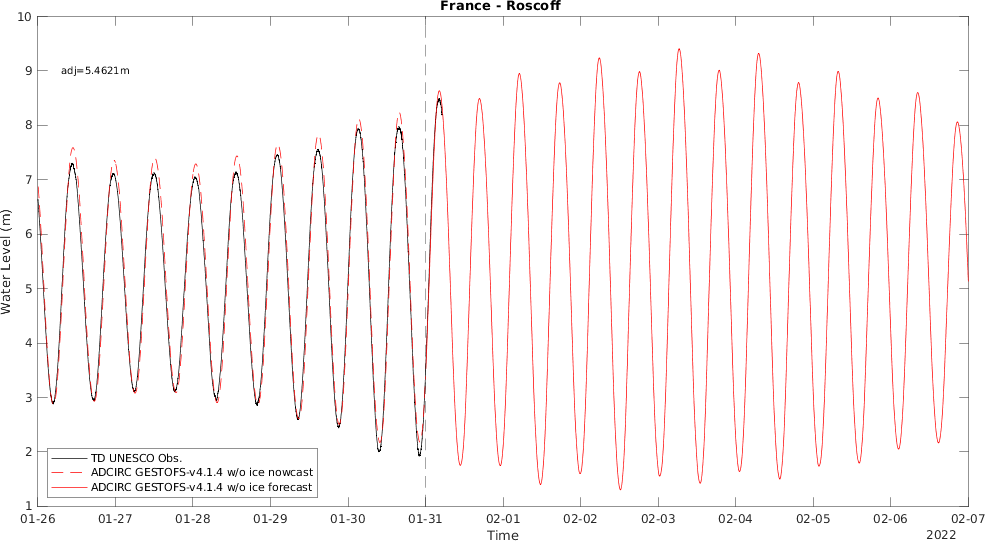 France - Roscoff
10
9
8
7
6
5
4
3
2
1
Water Level (m)
adj=5.4621m
TD UNESCO Obs.
ADCIRC GESTOFS-v4.1.4 w/o ice nowcast
ADCIRC GESTOFS-v4.1.4 w/o ice forecast
01-26 01-27 01-28 01-29 01-30 01-31 02-01 02-02 02-03 02-04 02-05 02-06 02-07
Time
2022